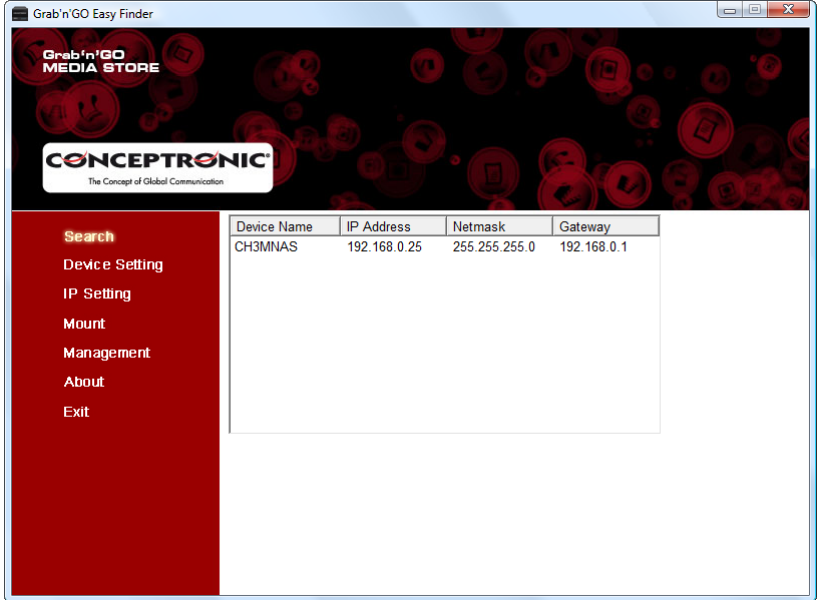 Grab'n'GO Easy Finder
Grab'n'GO
MEDIA STORE
CONCEPTRONIC
The Concept of Global Communication
Search
Device Setting
IP Setting
Mount
Management
About
Exit
Device Name IP Address Netmask Gateway
CH3MNAS 192.168.0.25 255.255.255.0 192.168.0.1